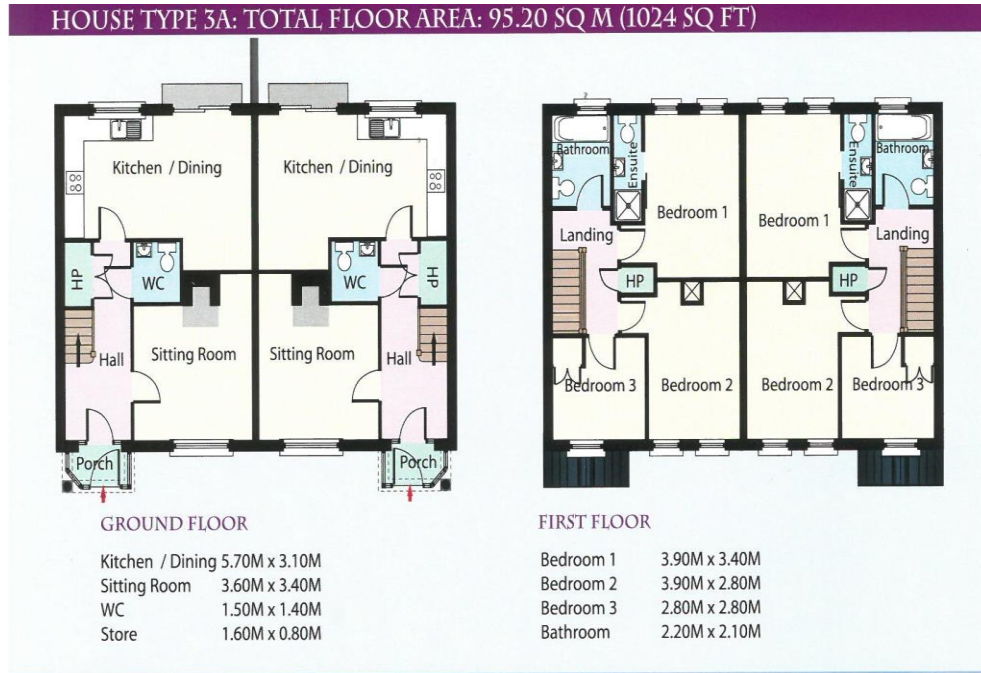 HOUSE TYPE 3A: TOTAL FLOOR AREA: 95.20 SQ M (1024 SQ FT)
Kitchen / Dining
Kitchen / Dining
HP
WC
WC
HP
Hall
Sitting Room
Sitting Room
Hall
Porch
Porch
Bathroom
Ensuite
Bedroom 1
Bedroom 1
Ensuite
Bathroom
Landing
Landing
HP
HP
Bedroom 3
Bedroom 2
Bedroom 2
Bedroom 3
GROUND FLOOR
Kitchen / Dining 5.70M x 3.10M
Sitting Room 3.60M x 3.40M
WC 1.50M x 1.40M
Store 1.60M x 0.80M
FIRST FLOOR
Bedroom 1 3.90M x 3.40M
Bedroom 2 3.90M x 2.80M
Bedroom 3 2.80M x 2.80M
Bathroom 2.20M x 2.10M